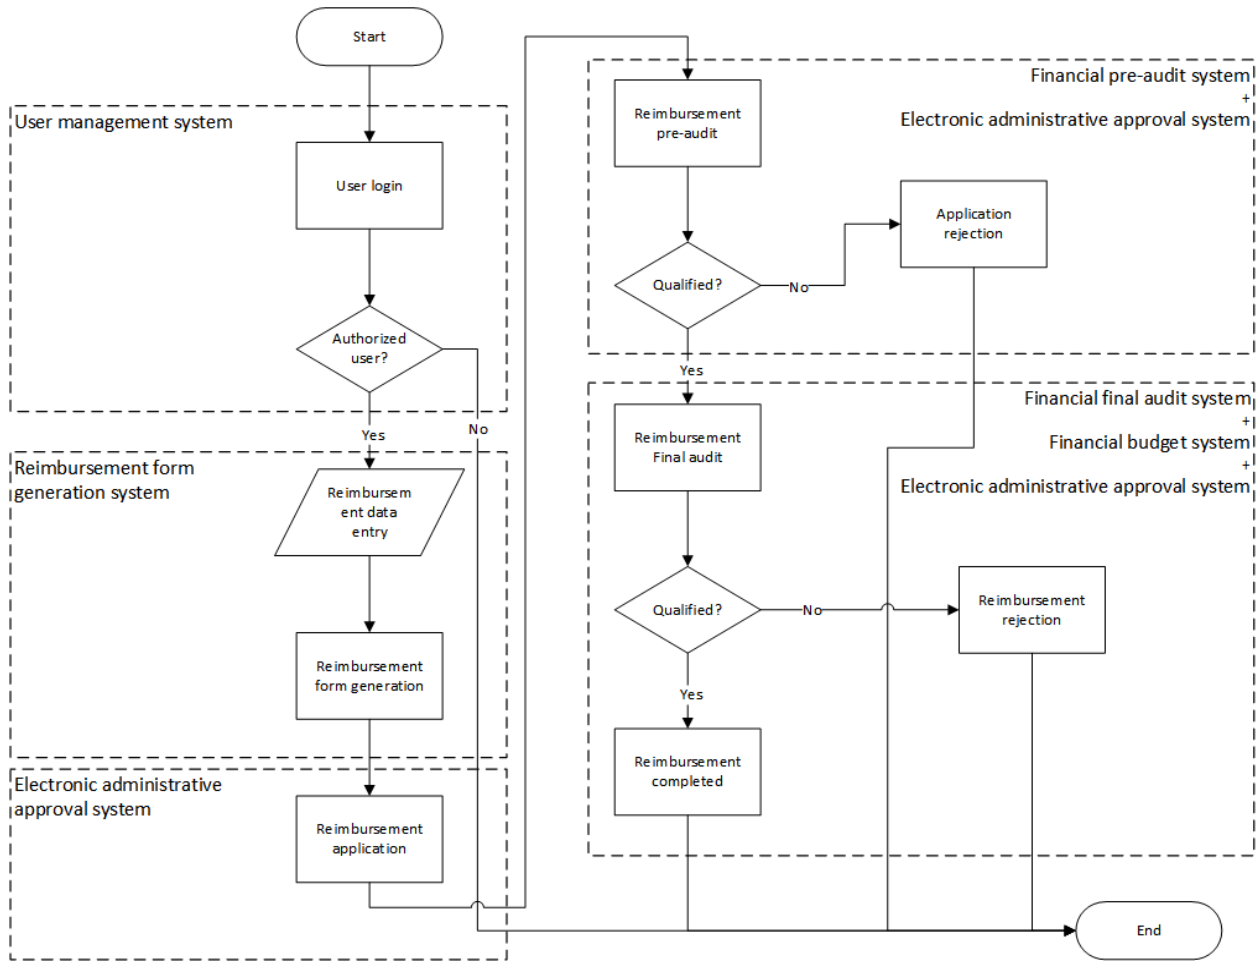 Start
User management system
User login
Authorized
user?
Yes
No
Reimbursement form
generation system
Reimbursem
ent data
entry
Reimbursement
form generation
Electronic administrative
approval system
Reimbursement
application
Financial pre-audit system
+
Electronic administrative approval system
Reimbursement
pre-audit
Application
rejection
Qualified?
No
Yes
Financial final audit system
+
Financial budget system
+
Electronic administrative approval system
Reimbursement
Final audit
Qualified?
No
Reimbursement
rejection
Yes
Reimbursement
completed
End